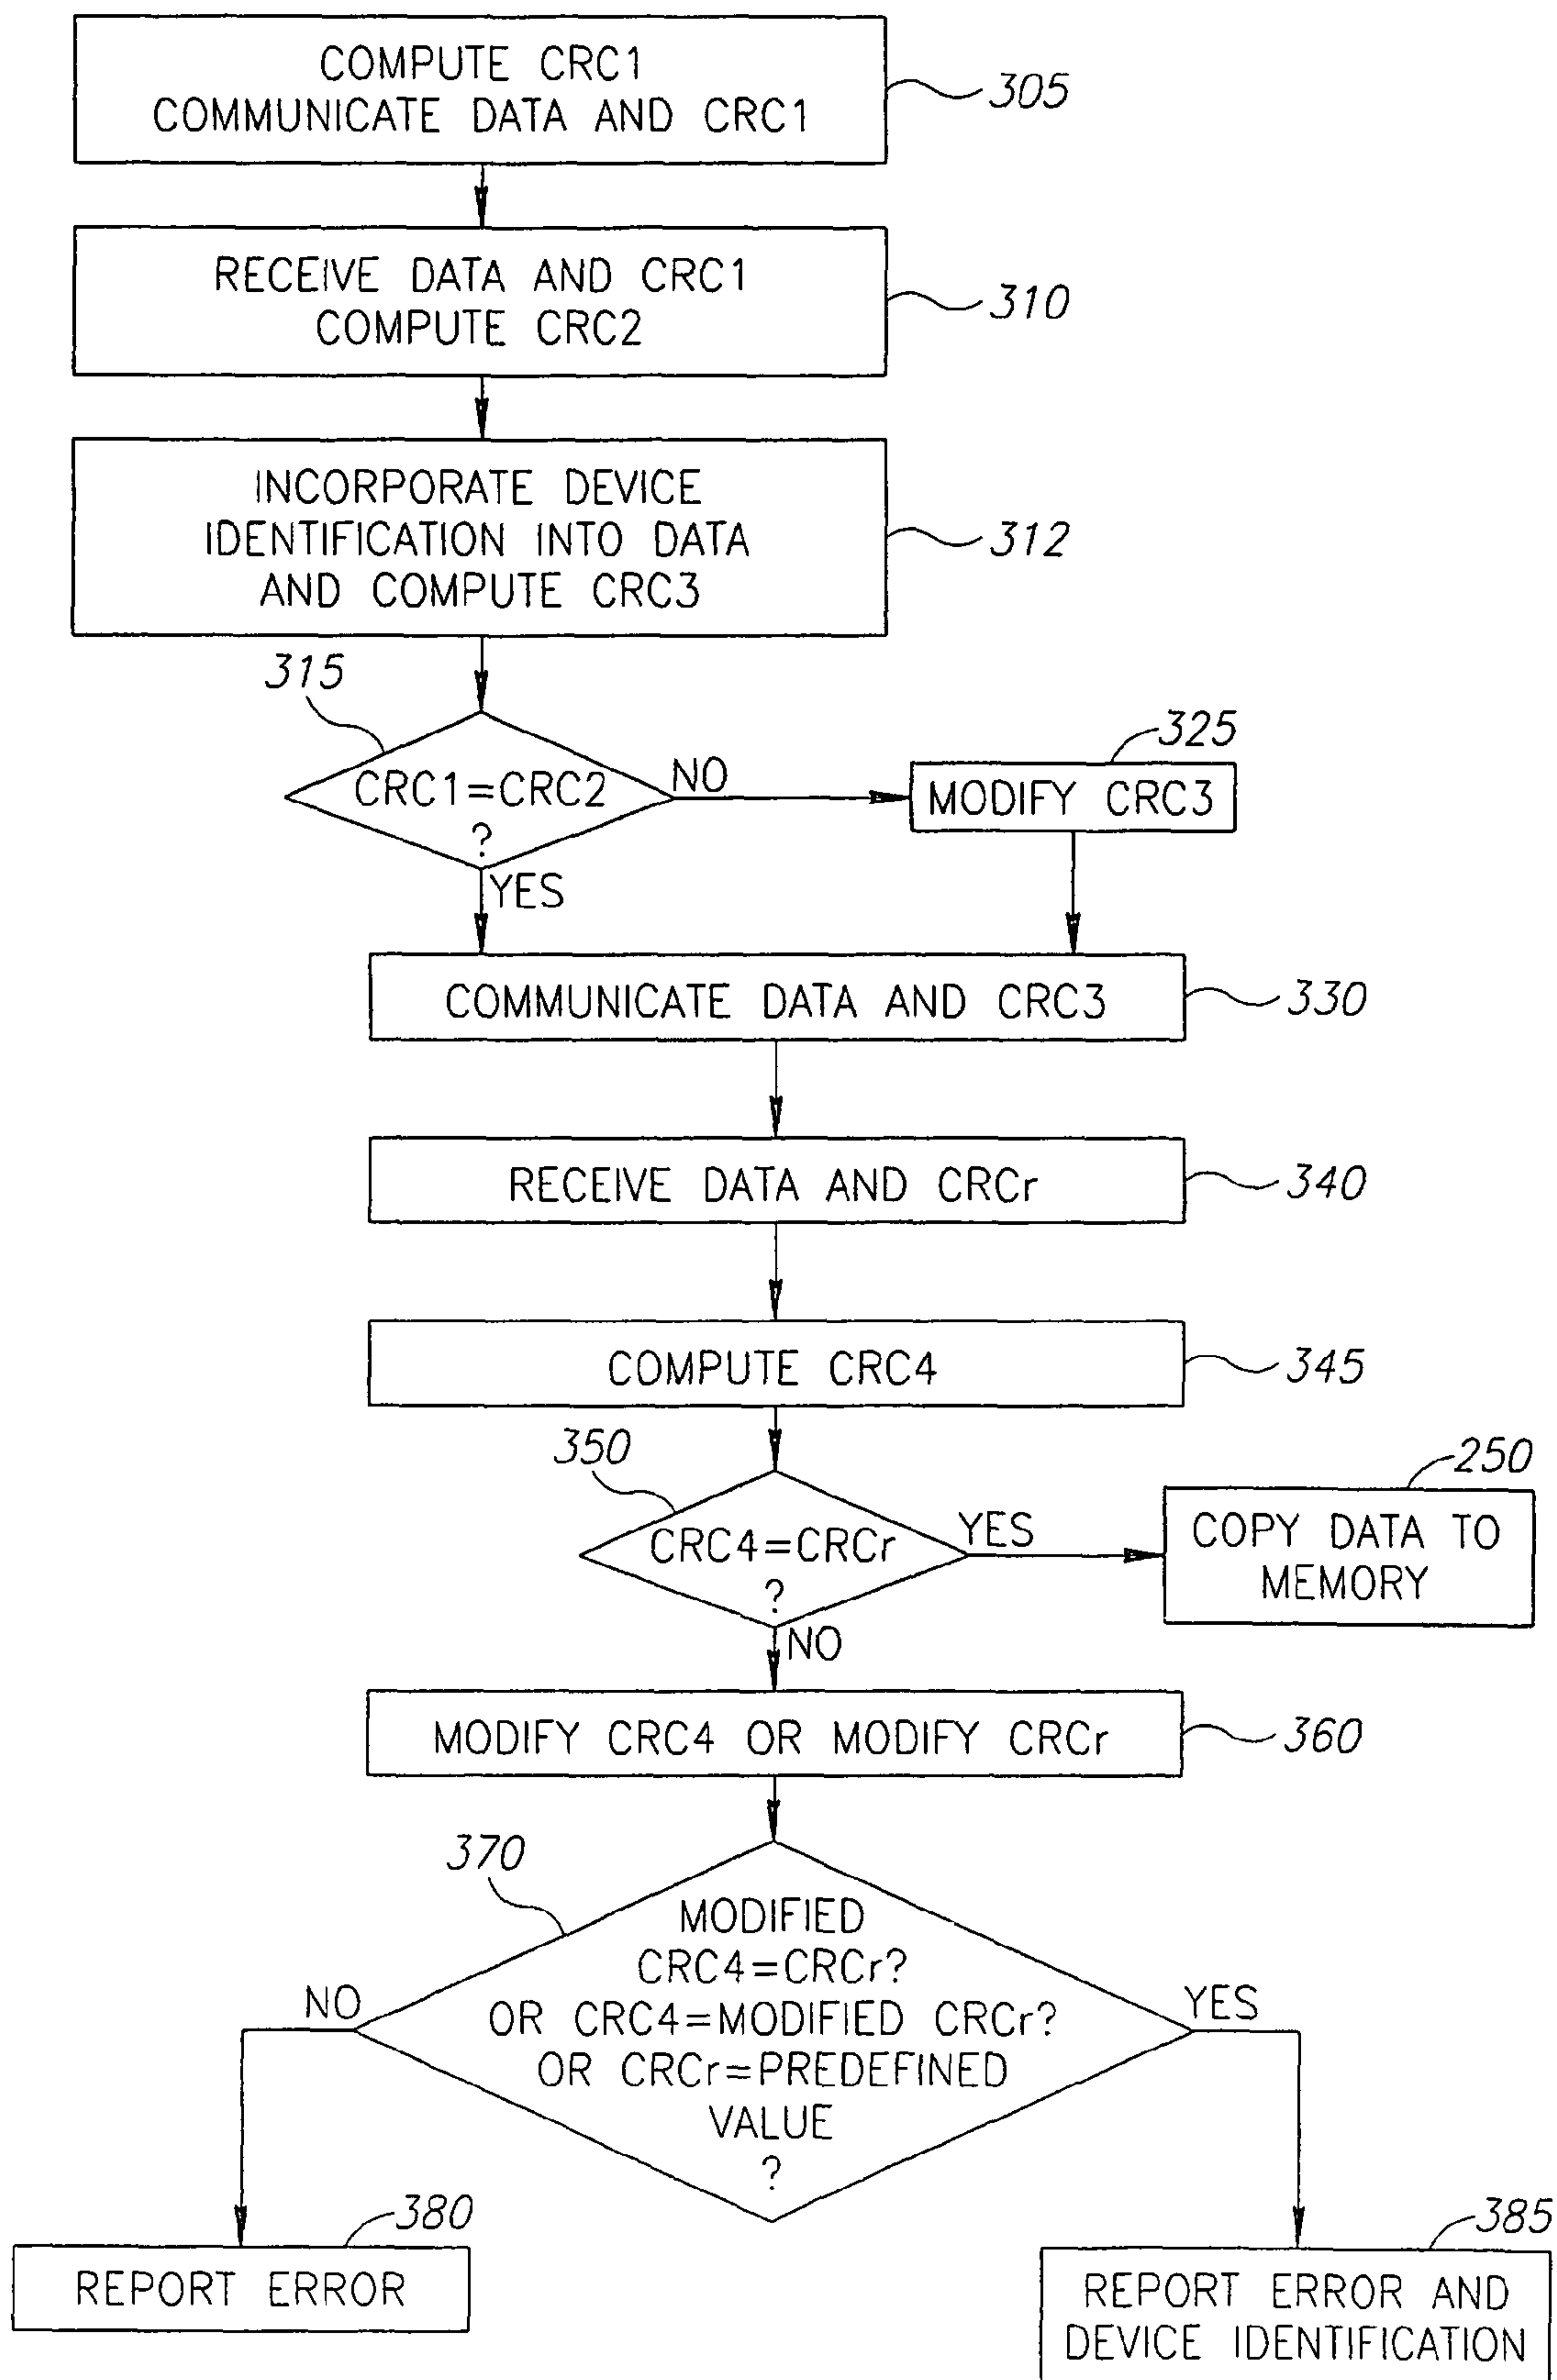 COMPUTE CRC1
COMMUNICATE DATA AND CRC1
305
RECEIVE DATA AND CRC1
COMPUTE CRC2
310
INCORPORATE DEVICE
IDENTIFICATION INTO DATA
AND COMPUTE CRC3
312
315
CRC1=CRC2
?
NO
YES
325
MODIFY CRC3
COMMUNICATE DATA AND CRC3
330
RECEIVE DATA AND CRCr
340
COMPUTE CRC4
345
350
CRC4=CRCr
?
YES
NO
250
COPY DATA TO
MEMORY
MODIFY CRC4 OR MODIFY CRCr
360
370
MODIFIED
CRC4=CRCr?
OR CRC4=MODIFIED CRCr?
OR CRCr=PREDEFINED
VALUE
?
NO
YES
380
REPORT ERROR
385
REPORT ERROR AND
DEVICE IDENTIFICATION